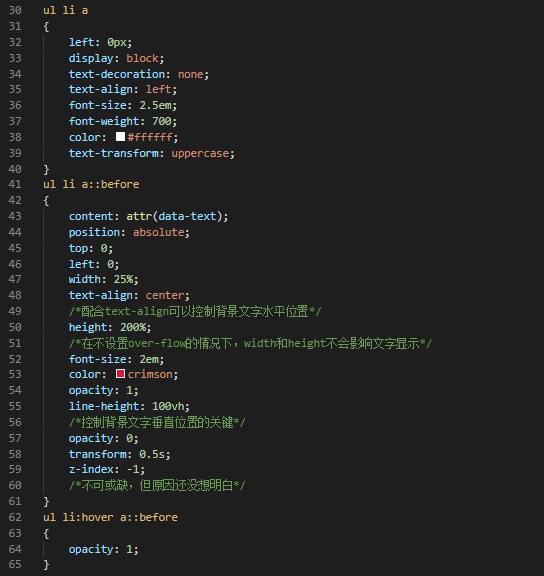 30 ul li a
31 {
32     left: 0px;
33     display: block;
34     text-decoration: none;
35     text-align: left;
36     font-size: 2.5em;
37     font-weight: 700;
38     color: #ffffff;
39     text-transform: uppercase;
40 }
41 ul li a::before
42 {
43     content: attr(data-text);
44     position: absolute;
45     top: 0;
46     left: 0;
47     width: 25%;
48     text-align: center;
49     /*配合text-align可以控制背景文字水平位置*/
50     height: 200%;
51     /*在不设置over-flow的情况下，width和height不会影响文字显示*/
52     font-size: 2em;
53     color: crimson;
54     opacity: 1;
55     line-height: 100vh;
56     /*控制背景文字垂直位置的关键*/
57     opacity: 0;
58     transform: 0.5s;
59     z-index: -1;
60     /*不可或缺，但原因还没想明白*/
61 }
62 ul li:hover a::before
63 {
64     opacity: 1;
65 }